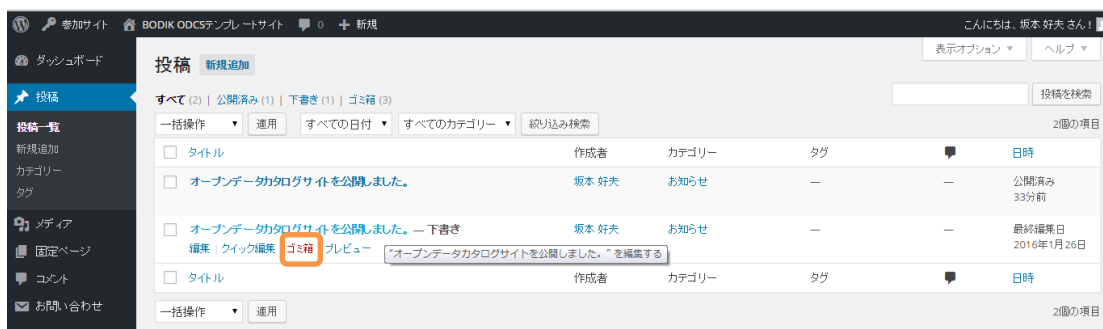 参加サイト BODIK ODCSテンプレートサイト 0 新規 こんにちは、坂本 好夫 さん！
表示オプション ヘルプ
ダッシュボード
投稿 新規追加
投稿
すべて (2) | 公開済み (1) | 下書き (1) | ゴミ箱 (3) 投稿を検索
投稿一覧
一括操作 適用 すべての日付 すべてのカテゴリー 絞り込み検索 2個の項目
新規追加
タイトル 作成者 カテゴリー タグ 日時
カテゴリー
オープンデータカタログサイトを公開しました。 坂本 好夫 お知らせ — — 公開済み
33分前
タグ
メディア
オープンデータカタログサイトを公開しました。 — 下書き 坂本 好夫 お知らせ — — 最終編集日
2016年1月26日
編集 | クイック編集 ゴミ箱 プレビュー
"オープンデータカタログサイトを公開しました。" を編集する
固定ページ
タイトル 作成者 カテゴリー タグ 日時
コメント
お問い合わせ
一括操作 適用 2個の項目